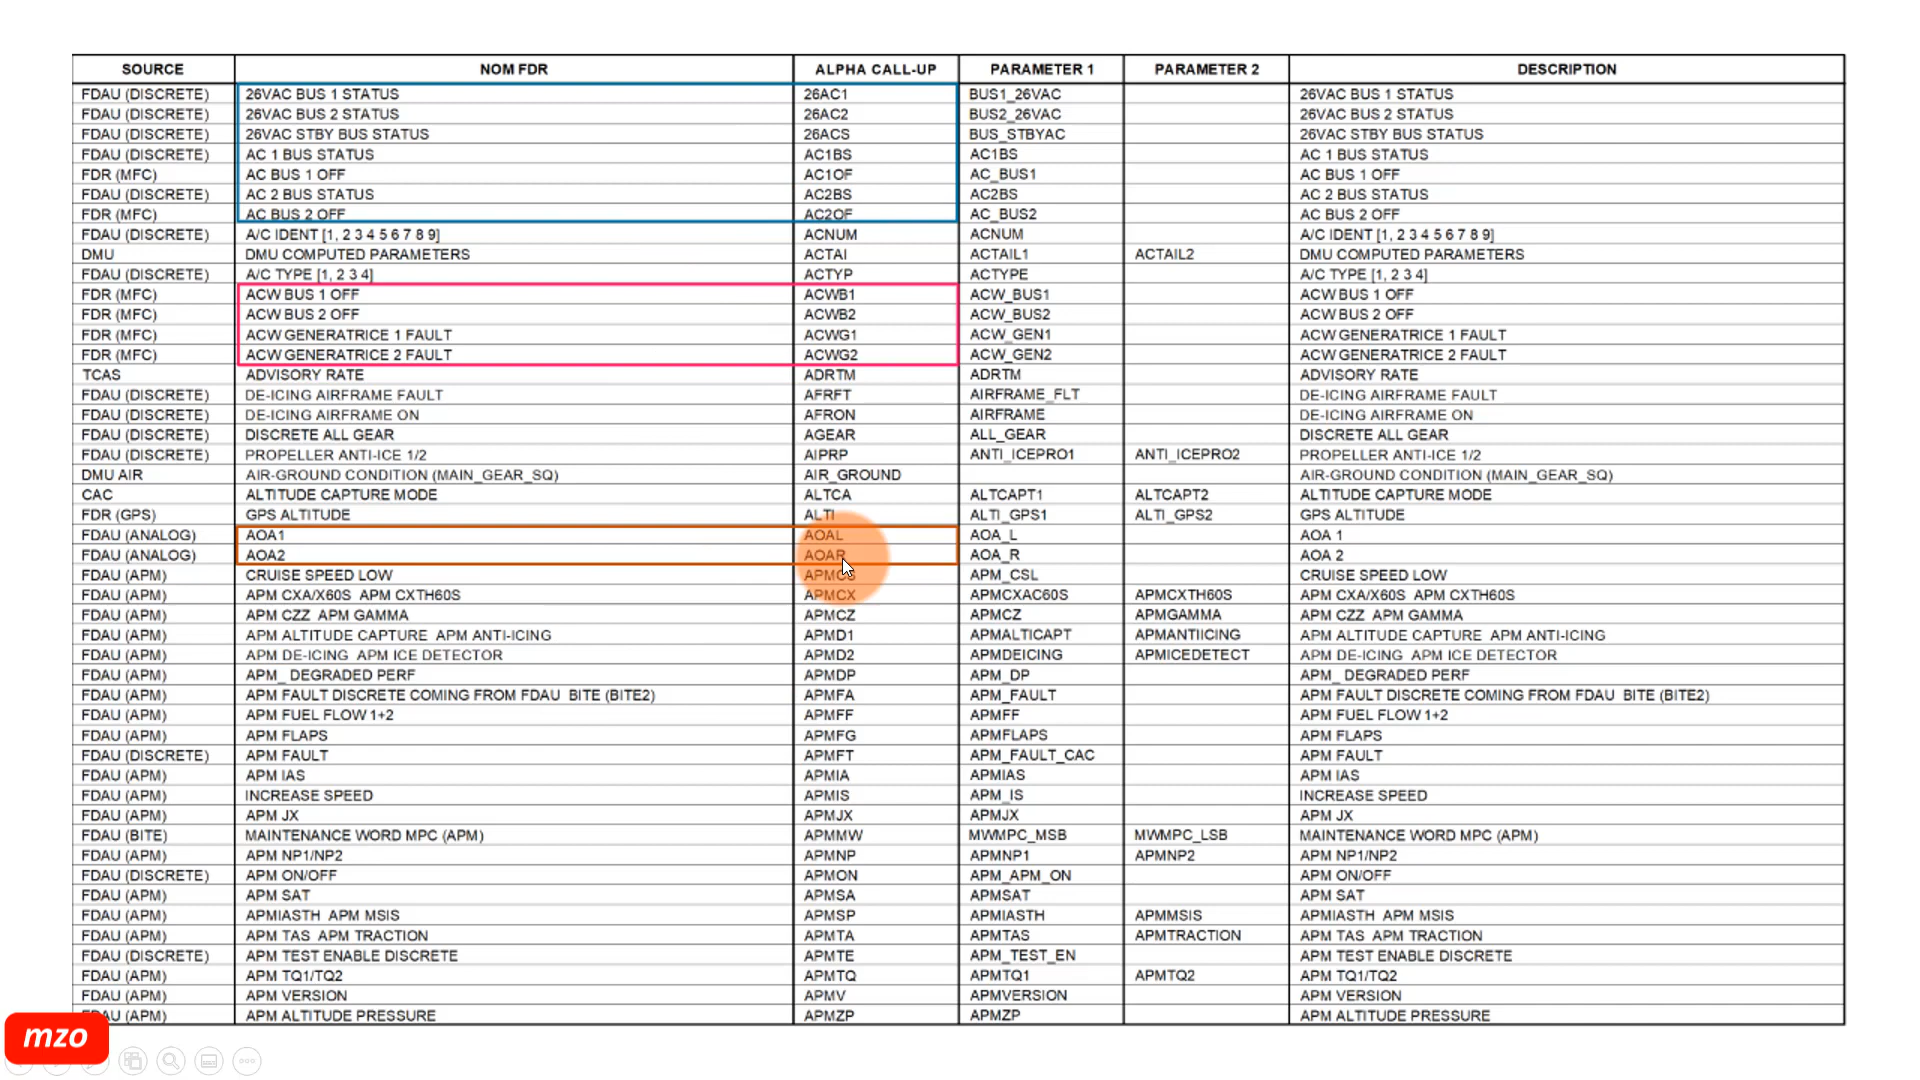 SOURCE NOM FDR ALPHA CALL-UP PARAMETER 1 PARAMETER 2 DESCRIPTION
FDAU (DISCRETE) 26VAC BUS 1 STATUS 26AC1 BUS1_26VAC 26VAC BUS 1 STATUS
FDAU (DISCRETE) 26VAC BUS 2 STATUS 26AC2 BUS2_26VAC 26VAC BUS 2 STATUS
FDAU (DISCRETE) 26VAC STBY BUS STATUS 26ACS BUS_STBYAC 26VAC STBY BUS STATUS
FDAU (DISCRETE) AC 1 BUS STATUS AC1BS AC1BS AC 1 BUS STATUS
FDR (MFC) AC BUS 1 OFF AC1OF AC_BUS1 AC BUS 1 OFF
FDAU (DISCRETE) AC 2 BUS STATUS AC2BS AC2BS AC 2 BUS STATUS
FDR (MFC) AC BUS 2 OFF AC2OF AC_BUS2 AC BUS 2 OFF
FDAU (DISCRETE) A/C IDENT [1, 2 3 4 5 6 7 8 9] ACNUM ACNUM A/C IDENT [1, 2 3 4 5 6 7 8 9]
DMU DMU COMPUTED PARAMETERS ACTAI ACTAIL1 ACTAIL2 DMU COMPUTED PARAMETERS
FDAU (DISCRETE) A/C TYPE [1, 2 3 4] ACTYP ACTYPE A/C TYPE [1, 2 3 4]
FDR (MFC) ACW BUS 1 OFF ACWB1 ACW_BUS1 ACW BUS 1 OFF
FDR (MFC) ACW BUS 2 OFF ACWB2 ACW_BUS2 ACW BUS 2 OFF
FDR (MFC) ACW GENERATRICE 1 FAULT ACWG1 ACW_GEN1 ACW GENERATRICE 1 FAULT
FDR (MFC) ACW GENERATRICE 2 FAULT ACWG2 ACW_GEN2 ACW GENERATRICE 2 FAULT
TCAS ADVISORY RATE ADRTM ADRTM ADVISORY RATE
FDAU (DISCRETE) DE-ICING AIRFRAME FAULT AFRFT AIRFRAME_FLT DE-ICING AIRFRAME FAULT
FDAU (DISCRETE) DE-ICING AIRFRAME ON AFRON AIRFRAME DE-ICING AIRFRAME ON
FDAU (DISCRETE) DISCRETE ALL GEAR AGEAR ALL_GEAR DISCRETE ALL GEAR
FDAU (DISCRETE) PROPELLER ANTI-ICE 1/2 AIPRP ANTI_ICEPRO1 ANTI_ICEPRO2 PROPELLER ANTI-ICE 1/2
DMU AIR AIR-GROUND CONDITION (MAIN_GEAR_SQ) AIR_GROUND AIR-GROUND CONDITION (MAIN_GEAR_SQ)
CAC ALTITUDE CAPTURE MODE ALTCA ALTCAPT1 ALTCAPT2 ALTITUDE CAPTURE MODE
FDR (GPS) GPS ALTITUDE ALTI ALTI_GPS1 ALTI_GPS2 GPS ALTITUDE
FDAU (ANALOG) AOA1 AOAL AOA_L AOA 1
FDAU (ANALOG) AOA2 AOAR AOA_R AOA 2
FDAU (APM) CRUISE SPEED LOW APMCS APM_CSL CRUISE SPEED LOW
FDAU (APM) APM CXA/X60S APM CXTH60S APMCX APMCXAC60S APMCXTH60S APM CXA/X60S APM CXTH60S
FDAU (APM) APM CZZ APM GAMMA APMCZ APMCZ APMGAMMA APM CZZ APM GAMMA
FDAU (APM) APM ALTITUDE CAPTURE APM ANTI-ICING APMD1 APMALTICAPT APMANTIICING APM ALTITUDE CAPTURE APM ANTI-ICING
FDAU (APM) APM DE-ICING APM ICE DETECTOR APMD2 APMDEICING APMICEDETECT APM DE-ICING APM ICE DETECTOR
FDAU (APM) APM_ DEGRADED PERF APMDP APM_DP APM_ DEGRADED PERF
FDAU (APM) APM FAULT DISCRETE COMING FROM FDAU BITE (BITE2) APMFA APM_FAULT APM FAULT DISCRETE COMING FROM FDAU BITE (BITE2)
FDAU (APM) APM FUEL FLOW 1+2 APMFF APMFF APM FUEL FLOW 1+2
FDAU (APM) APM FLAPS APMFG APMFLAPS APM FLAPS
FDAU (DISCRETE) APM FAULT APMFT APM_FAULT_CAC APM FAULT
FDAU (APM) APM IAS APMIA APMIAS APM IAS
FDAU (APM) INCREASE SPEED APMIS APM_IS INCREASE SPEED
FDAU (APM) APM JX APMJX APMJX APM JX
FDAU (BITE) MAINTENANCE WORD MPC (APM) APMMW MWMPC_MSB MWMPC_LSB MAINTENANCE WORD MPC (APM)
FDAU (APM) APM NP1/NP2 APMNP APMNP1 APMNP2 APM NP1/NP2
FDAU (DISCRETE) APM ON/OFF APMON APM_APM_ON APM ON/OFF
FDAU (APM) APM SAT APMSA APMSAT APM SAT
FDAU (APM) APMIASTH APM MSIS APMSP APMIASTH APMMSIS APMIASTH APM MSIS
FDAU (APM) APM TAS APM TRACTION APMTA APMTAS APMTRACTION APM TAS APM TRACTION
FDAU (DISCRETE) APM TEST ENABLE DISCRETE APMTE APM_TEST_EN APM TEST ENABLE DISCRETE
FDAU (APM) APM TQ1/TQ2 APMTQ APMTQ1 APMTQ2 APM TQ1/TQ2
FDAU (APM) APM VERSION APMV APMVERSION APM VERSION
FDAU (APM) APM ALTITUDE PRESSURE APMZP APMZP APM ALTITUDE PRESSURE
mzo